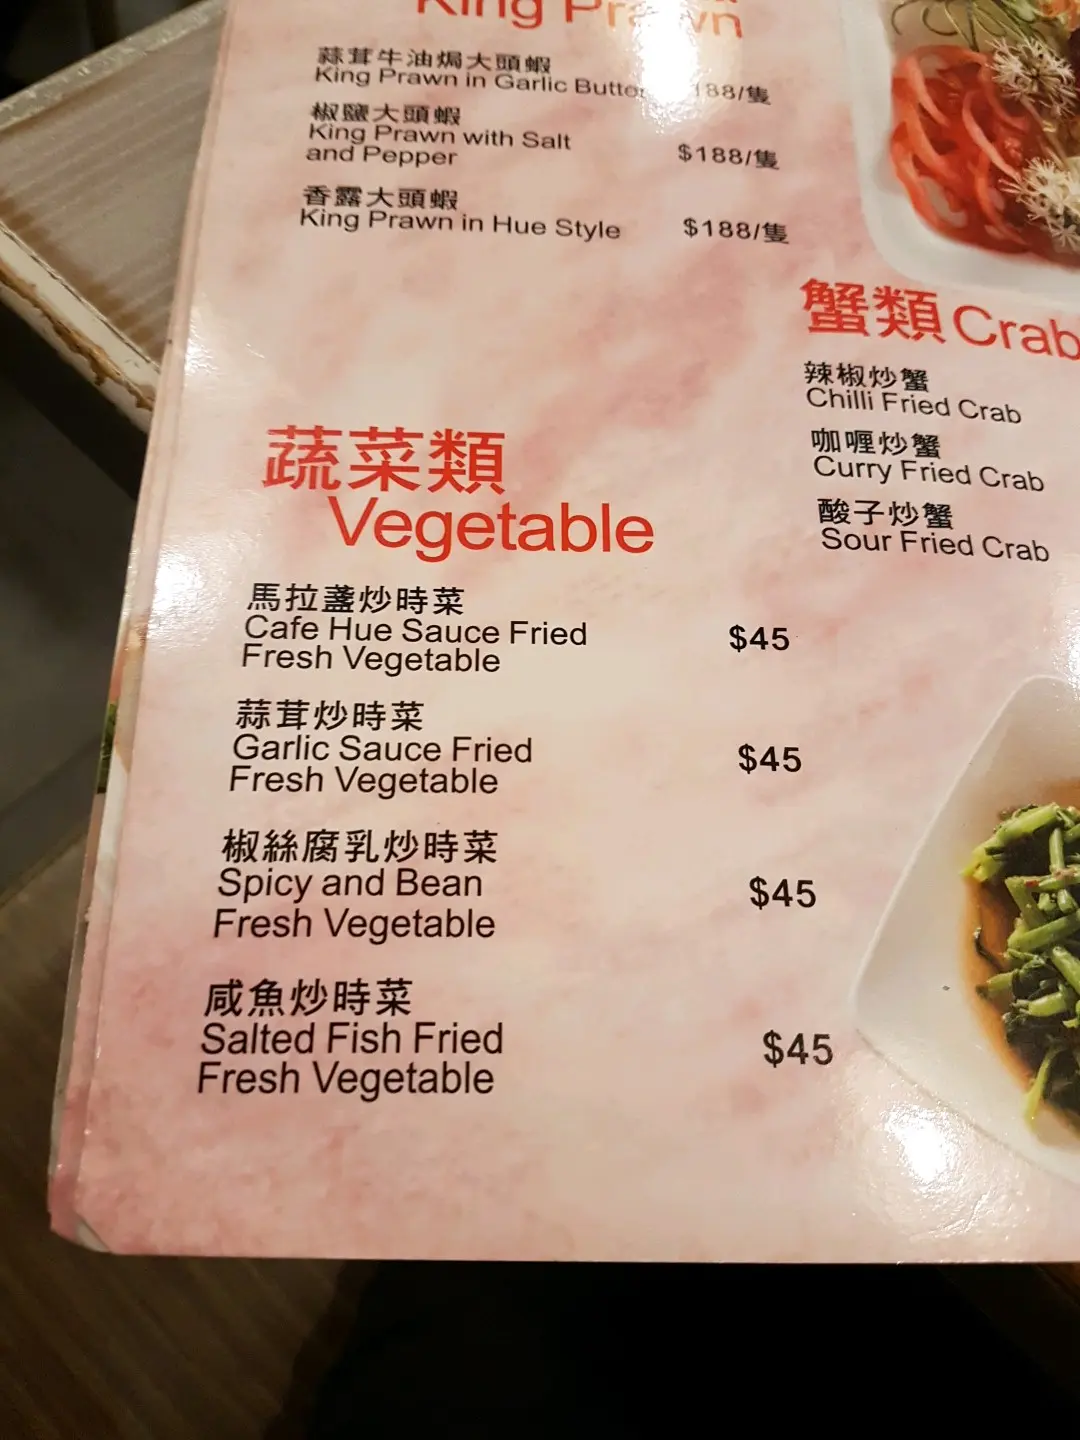 King Prawn
蒜茸牛油焗大頭蝦
King Prawn in Garlic Butter 188/隻
椒鹽大頭蝦
King Prawn with Salt
and Pepper $188/隻
香露大頭蝦
King Prawn in Hue Style $188/隻
蟹類 Crab
辣椒炒蟹
Chilli Fried Crab
咖喱炒蟹
Curry Fried Crab
酸子炒蟹
Sour Fried Crab
蔬菜類
Vegetable
馬拉盞炒時菜
Cafe Hue Sauce Fried
Fresh Vegetable $45
蒜茸炒時菜
Garlic Sauce Fried
Fresh Vegetable $45
椒絲腐乳炒時菜
Spicy and Bean
Fresh Vegetable $45
咸魚炒時菜
Salted Fish Fried
Fresh Vegetable $45